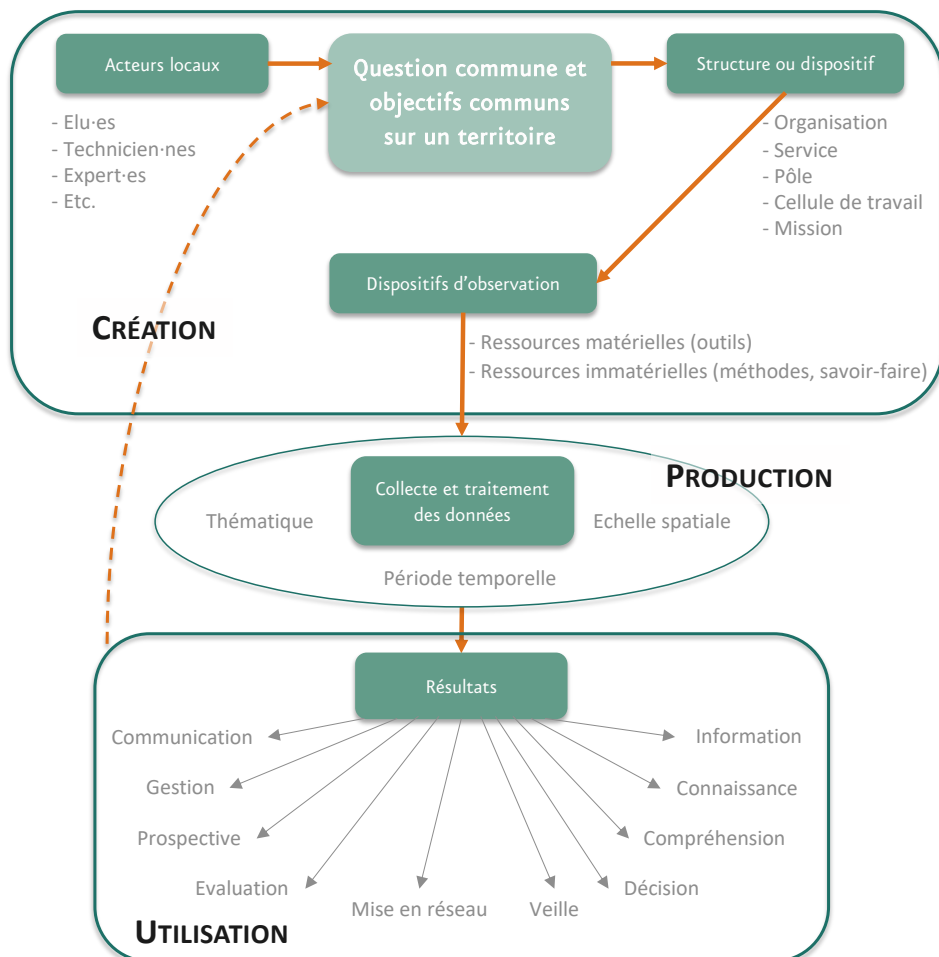 Acteurs locaux
- Elu·es
- Technicien·nes
- Expert·es
- Etc.
Question commune et
objectifs communs
sur un territoire
Structure ou dispositif
- Organisation
- Service
- Pôle
- Cellule de travail
- Mission
Dispositifs d'observation
CRÉATION
- Ressources matérielles (outils)
- Ressources immatérielles (méthodes, savoir-faire)
PRODUCTION
Collecte et traitement
des données
Thématique
Echelle spatiale
Période temporelle
Résultats
Communication
Information
Gestion
Connaissance
Prospective
Compréhension
Evaluation
Décision
Mise en réseau
Veille
UTILISATION